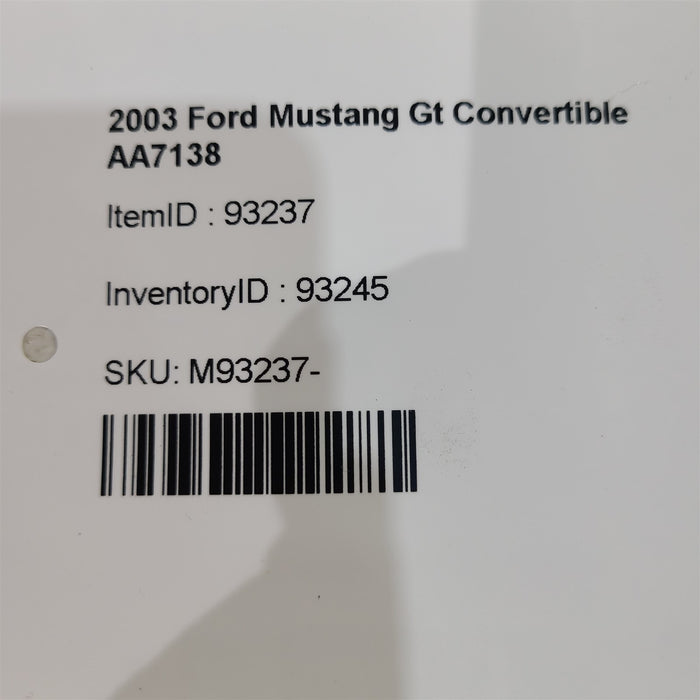 2003 Ford Mustang Gt Convertible
AA7138
ItemID : 93237
InventoryID : 93245
SKU: M93237-